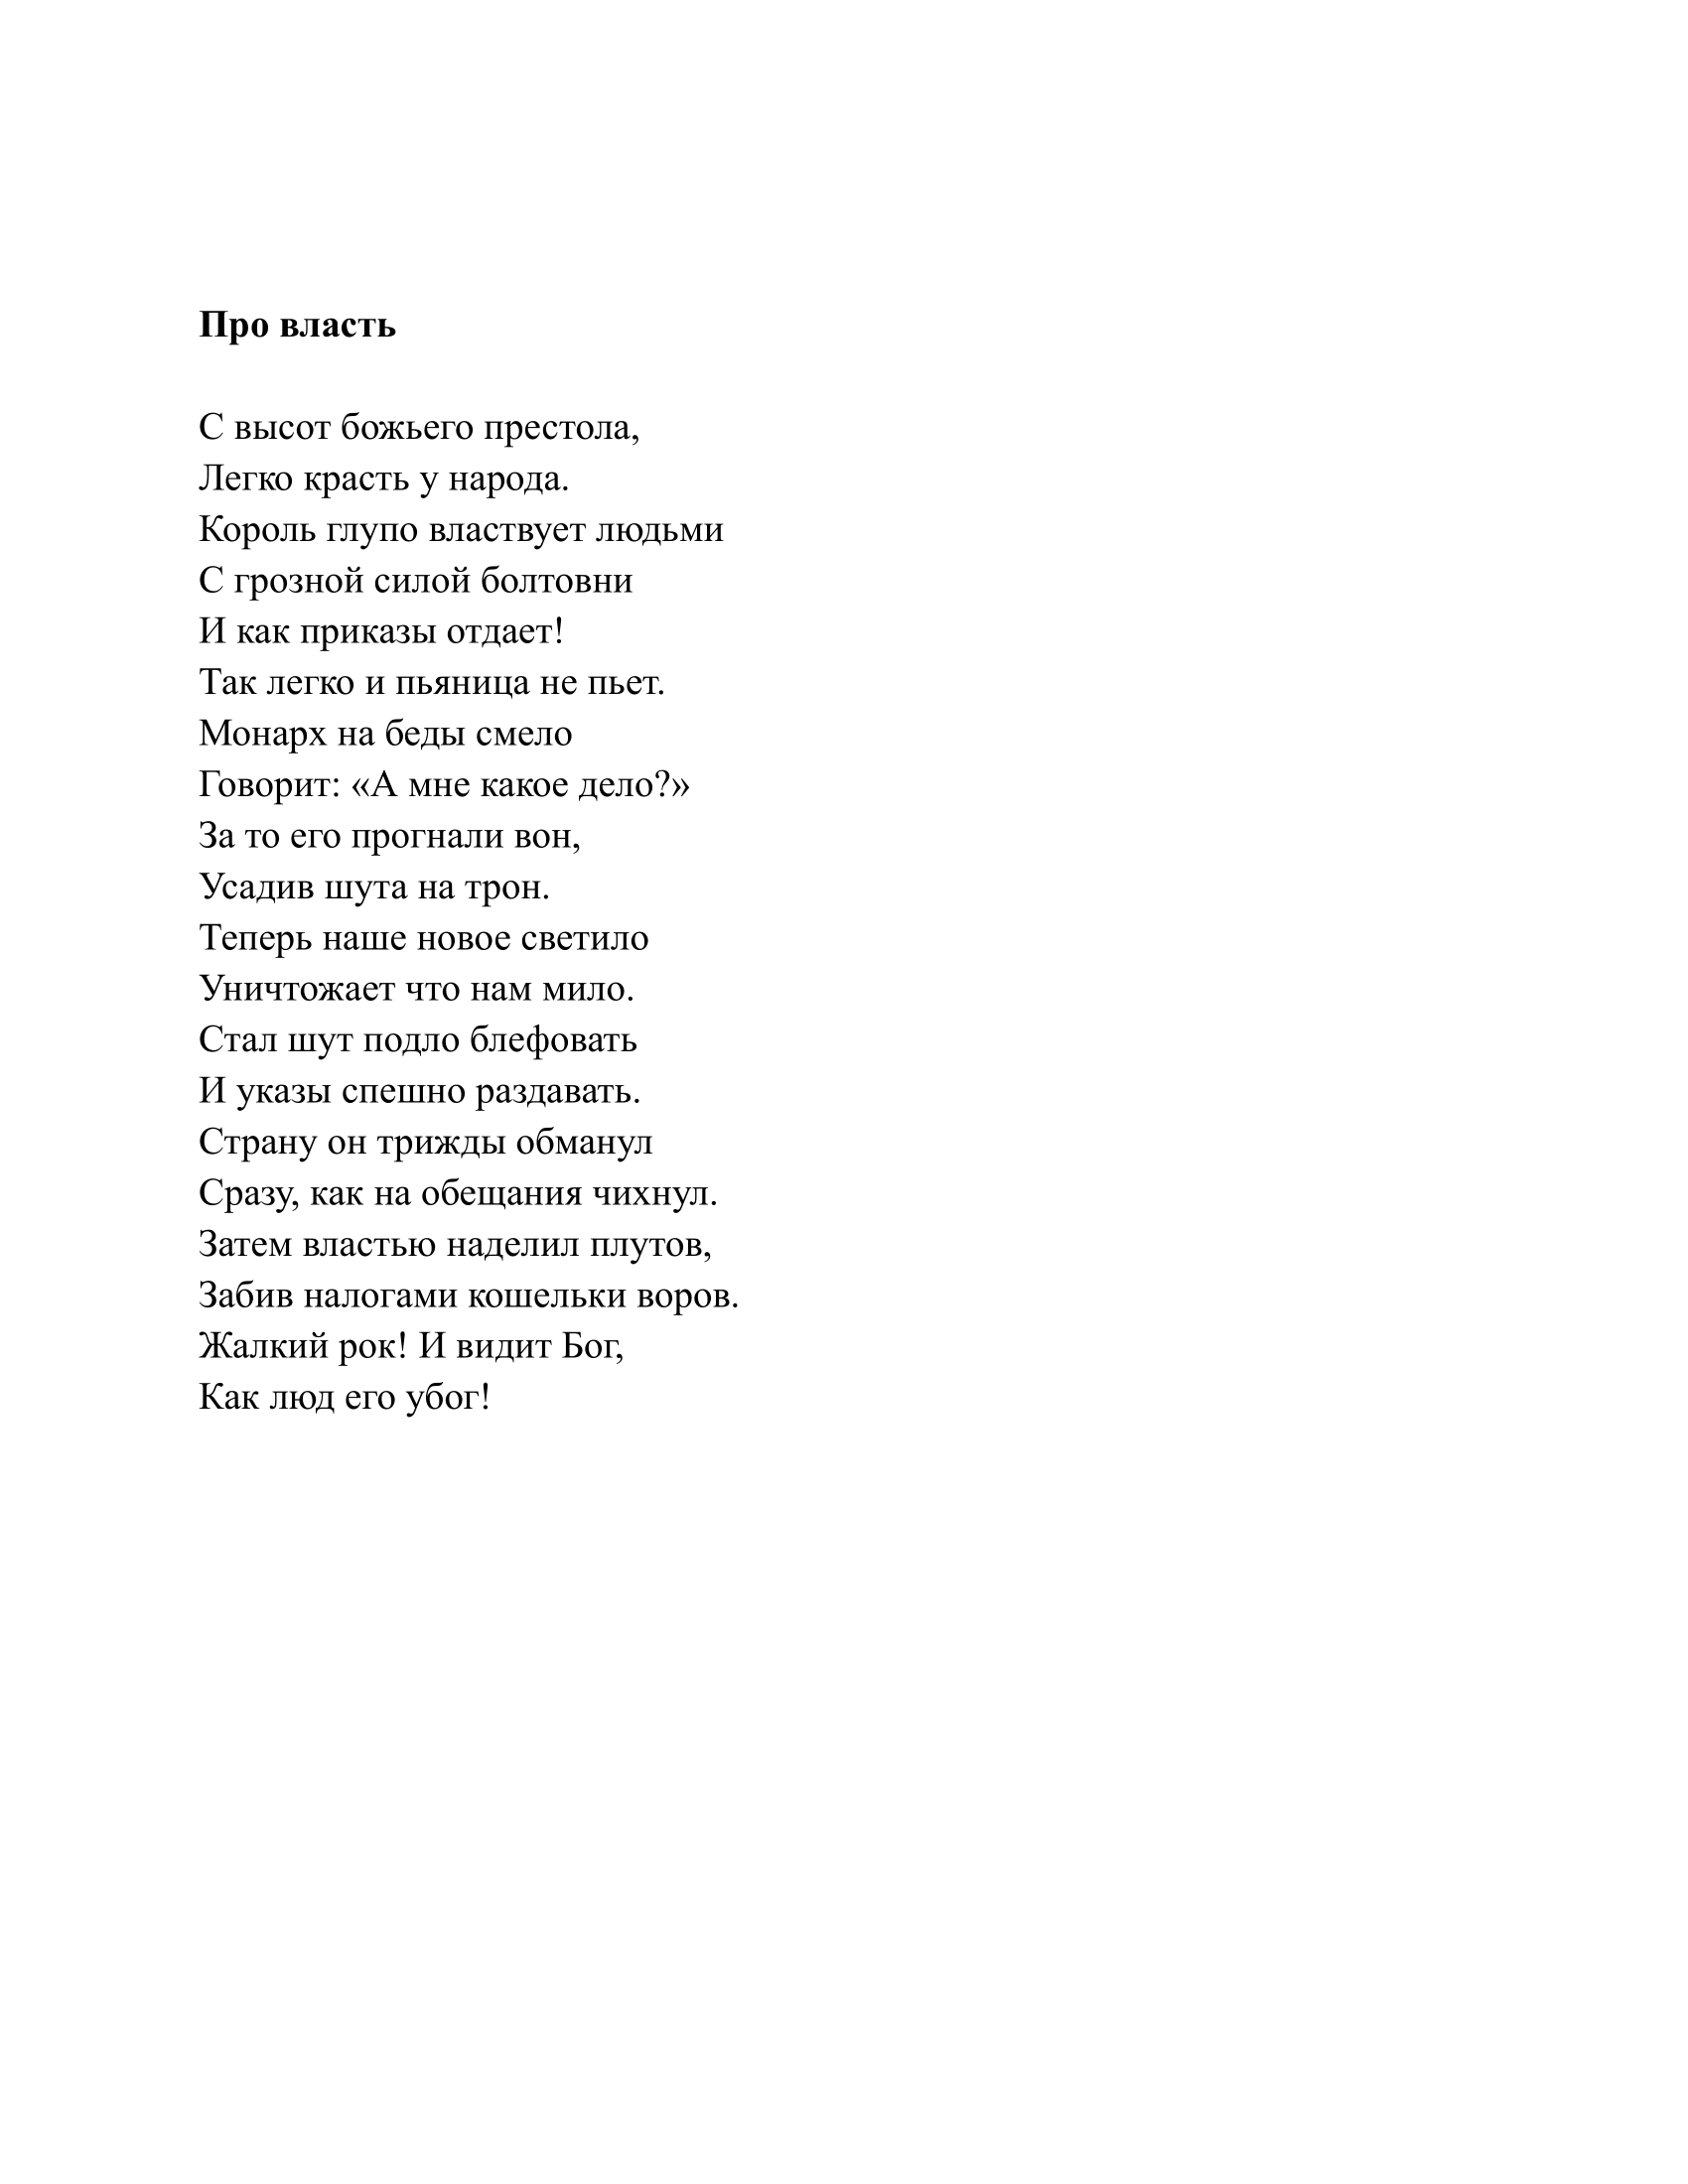 Про власть
С высот божьего престола,
Легко красть у народа.
Король глупо властвует людьми
С грозной силой болтовни
И как приказы отдает!
Так легко и пьяница не пьет.
Монарх на беды смело
Говорит: «А мне какое дело?»
За то его прогнали вон,
Усадив шута на трон.
Теперь наше новое светило
Уничтожает что нам мило.
Стал шут подло блефовать
И указы спешно раздавать.
Страну он трижды обманул
Сразу, как на обещания чихнул.
Затем властью наделил плутов,
Забив налогами кошельки воров.
Жалкий рок! И видит Бог,
Как люд его убог!